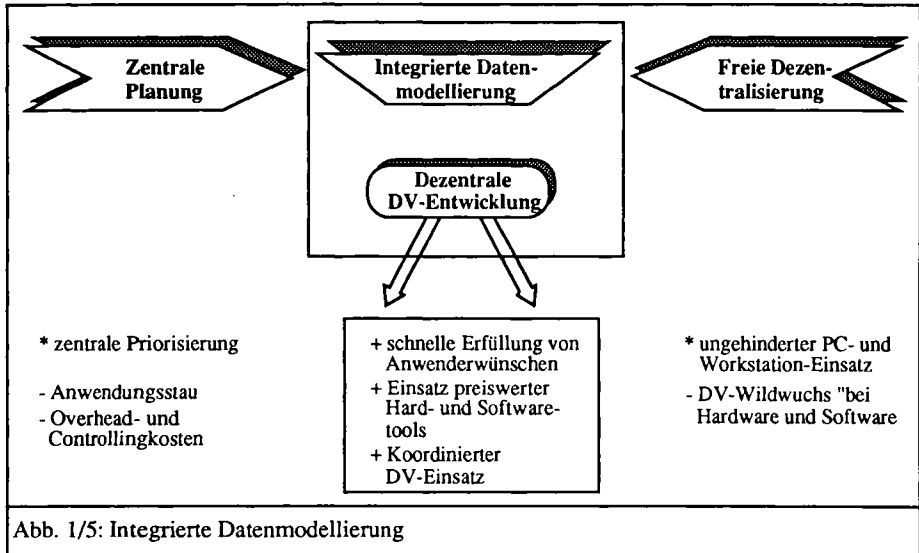 Zentrale
Planung
Integrierte Daten-
modellierung
Freie Dezen-
tralisierung
Dezentrale
DV-Entwicklung
* zentrale Priorisierung
- Anwendungsstau
- Overhead- und
Controllingkosten
+ schnelle Erfüllung von
Anwenderwünschen
+ Einsatz preiswerter
Hard- und Software-
tools
+ Koordinierter
DV-Einsatz
* ungehinderter PC- und
Workstation-Einsatz
- DV-Wildwuchs "bei
Hardware und Software
Abb. 1/5: Integrierte Datenmodellierung